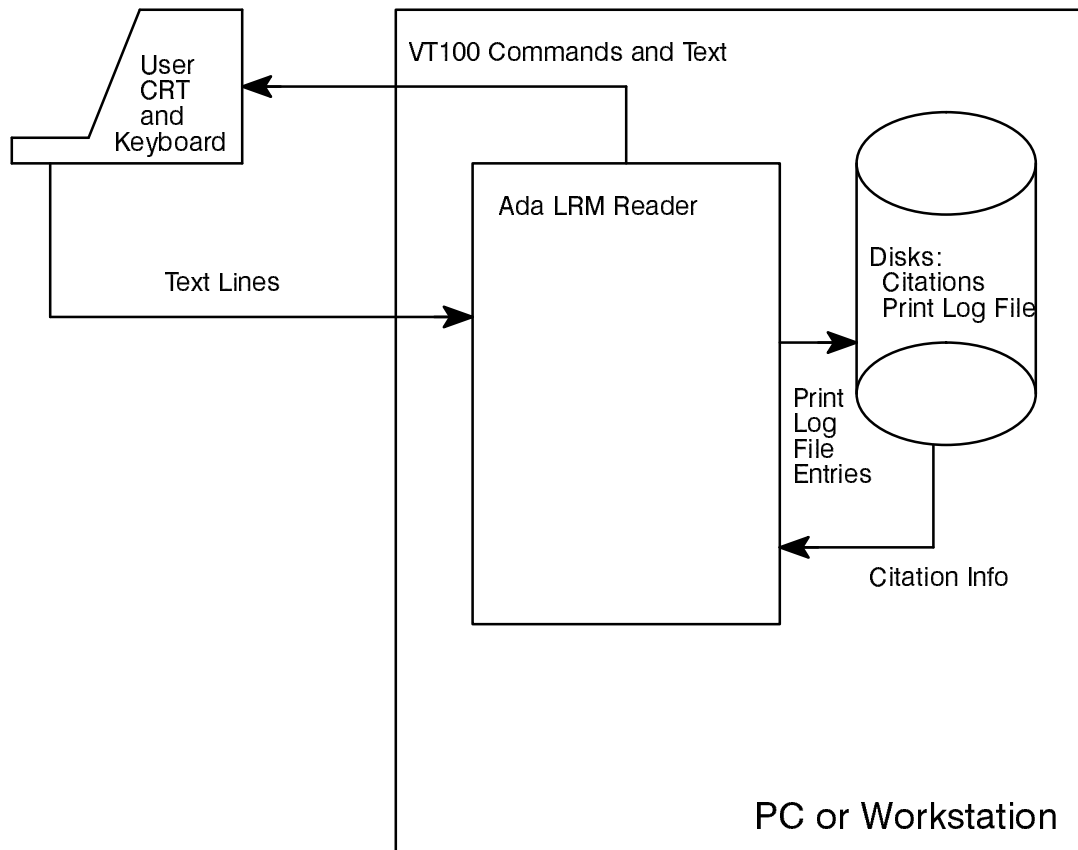 VT100 Commands and Text
User
CRT
and
Keyboard
Ada LRM Reader
Text Lines
Disks:
Citations
Print Log File
Print
Log
File
Entries
Citation Info
PC or Workstation